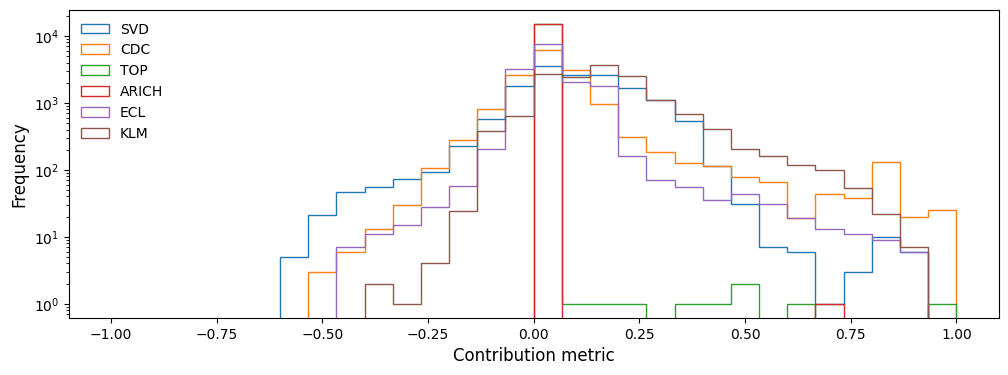 SVD
CDC
TOP
ARICH
ECL
KLM
Frequency
10⁴
10³
10²
10¹
10⁰
−1.00 −0.75 −0.50 −0.25 0.00 0.25 0.50 0.75 1.00
Contribution metric